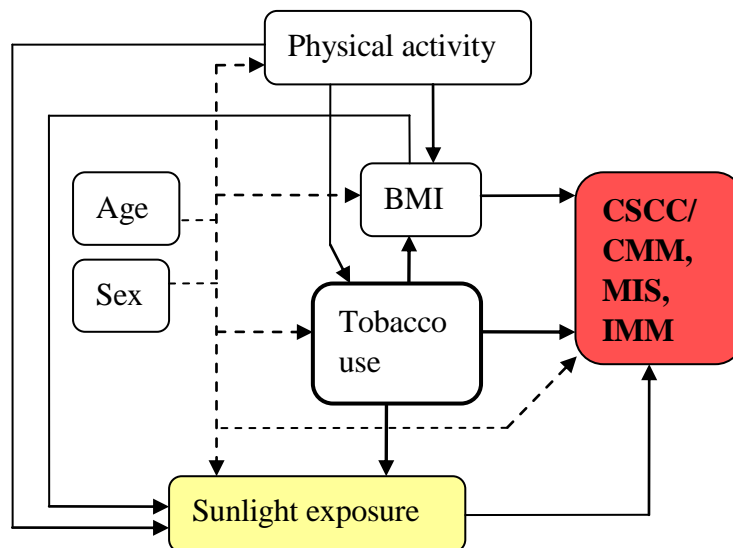 Physical activity
Age
BMI
CSCC/
CMM,
MIS,
IMM
Sex
Tobacco
use
Sunlight exposure